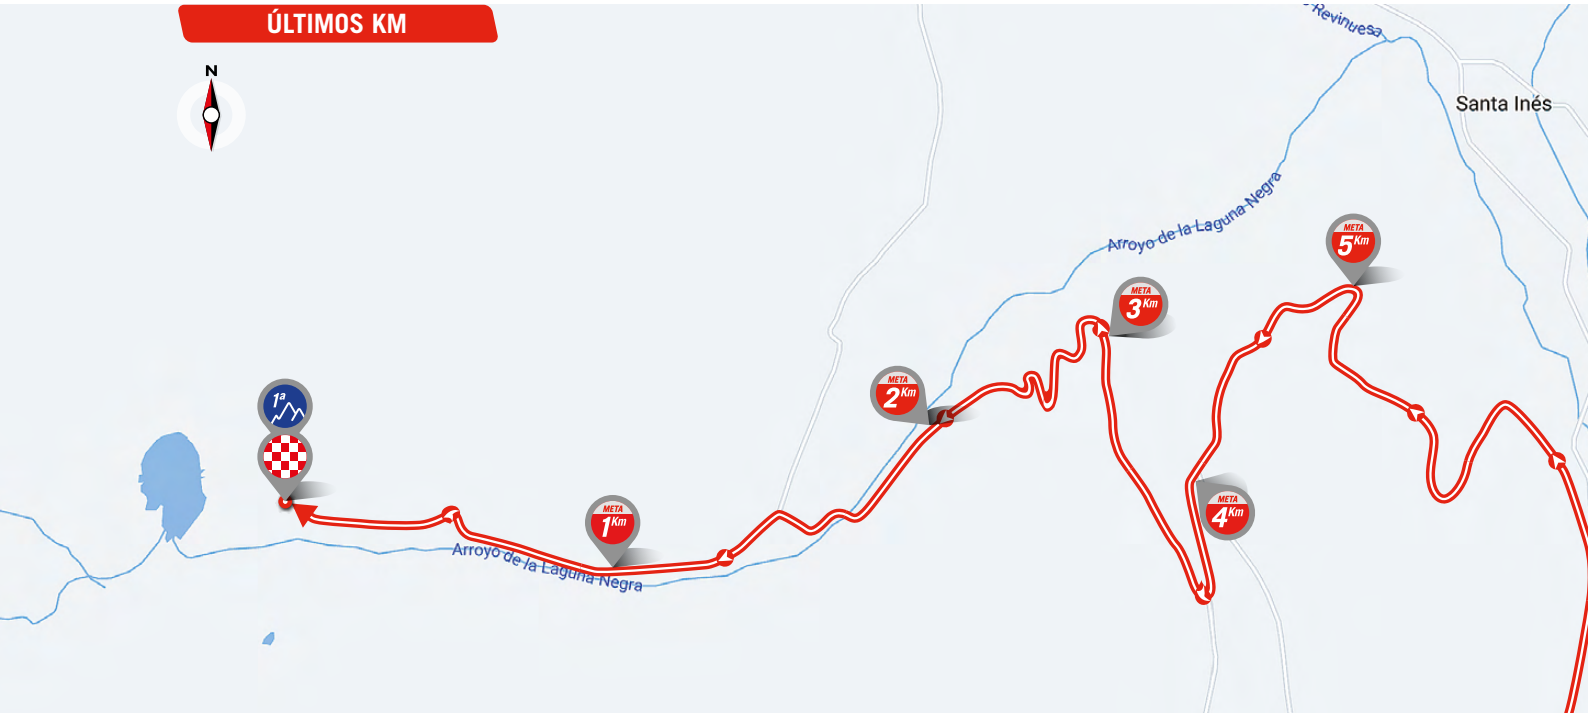 ÚLTIMOS KM
N
Revinuesa
Santa Inés
Arroyo de la Laguna Negra
META
5Km
META
3Km
META
2Km
1ª
META
4Km
META
1Km
Arroyo de la Laguna Negra